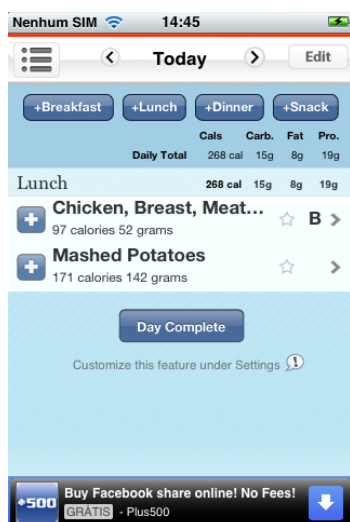 Nenhum SIM 14:45
Today Edit
+Breakfast +Lunch +Dinner +Snack
Cals Carb. Fat Pro.
Daily Total 268 cal 15g 8g 19g
Lunch 268 cal 15g 8g 19g
Chicken, Breast, Meat... B
97 calories 52 grams
Mashed Potatoes
171 calories 142 grams
Day Complete
Customize this feature under Settings
+500 Buy Facebook share online! No Fees!
GRÁTIS - Plus500